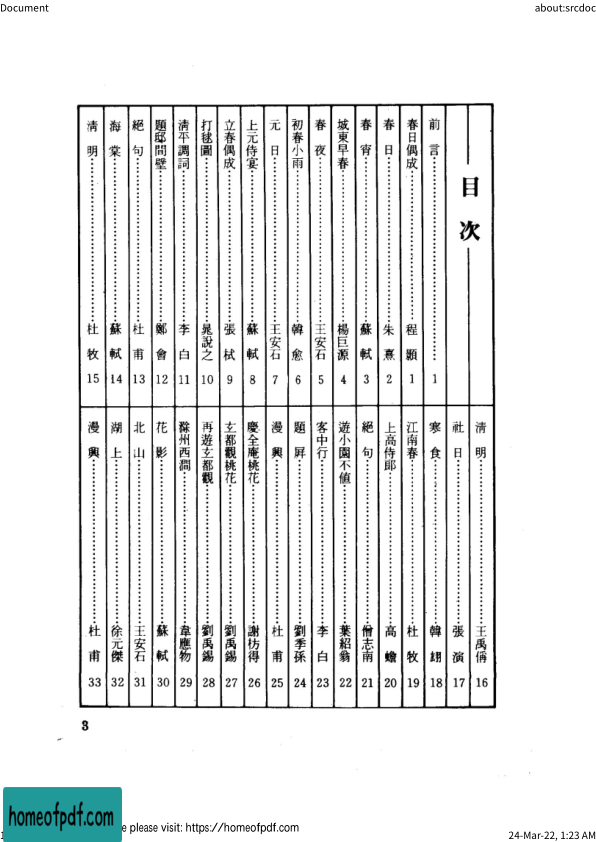 Document
about:srcdoc
目次
前言 1
春日偶成 程顥 1
春日 朱熹 2
春宵 蘇軾 3
城東早春 楊巨源 4
春夜 王安石 5
初春小雨 韓愈 6
元日 王安石 7
上元侍宴 蘇軾 8
立春偶成 張栻 9
打毬圖 晁說之 10
清平調詞 李白 11
題邸間壁 鄭會 12
絕句 杜甫 13
海棠 蘇軾 14
清明 杜牧 15
清明 王禹偁 16
社日 張演 17
寒食 韓翃 18
江南春 杜牧 19
上高侍郎 高蟾 20
絕句 僧志南 21
遊小園不値 葉紹翁 22
客中行 李白 23
題屏 劉季孫 24
漫興 杜甫 25
慶全庵桃花 謝枋得 26
玄都觀桃花 劉禹錫 27
再遊玄都觀 劉禹錫 28
滁州西澗 韋應物 29
花影 蘇軾 30
北山 王安石 31
湖上 徐元傑 32
漫興 杜甫 33
3
homeofpdf.com
e please visit: https://homeofpdf.com
24-Mar-22, 1:23 AM